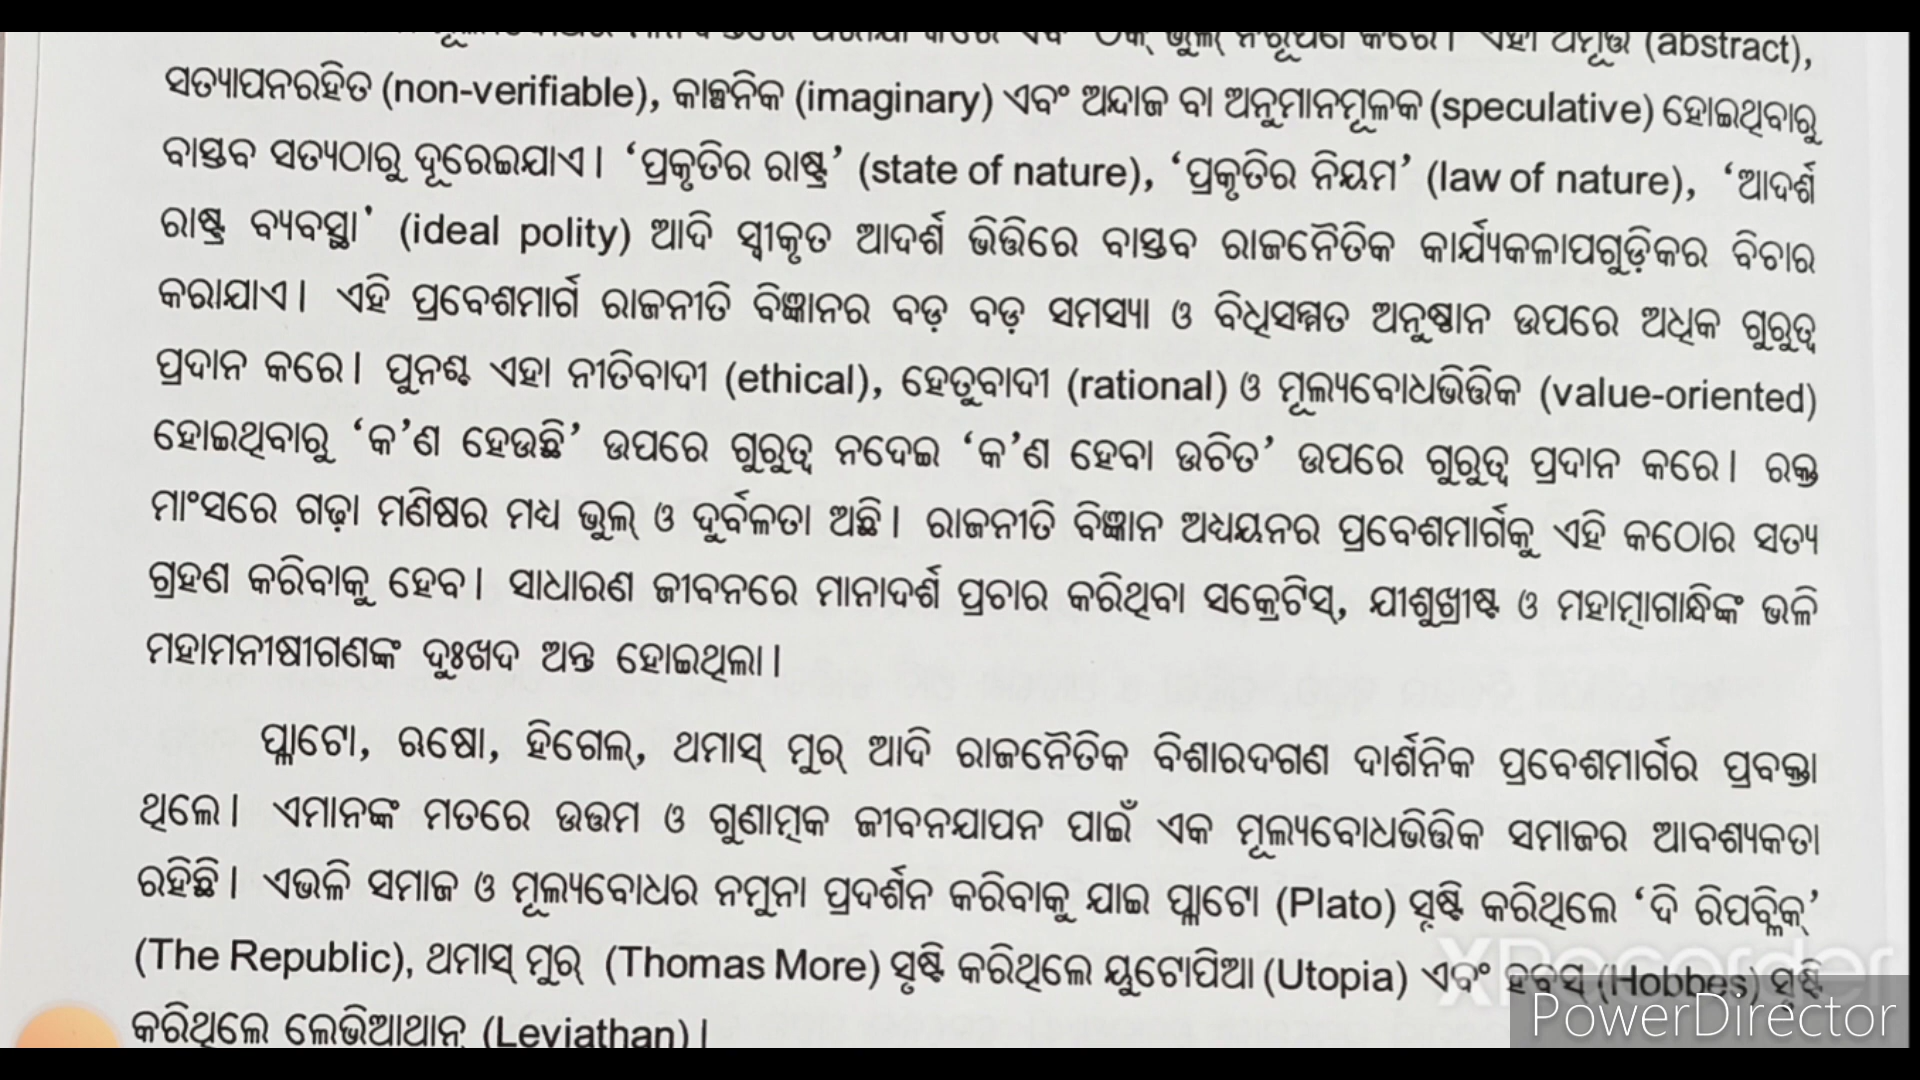 ନିରୂପଣ କରେ। ଏହା ଅମୂର୍ତ୍ତ (abstract),
ସତ୍ୟାପନରହିତ (non-verifiable), କାଳ୍ପନିକ (imaginary) ଏବଂ ଅନ୍ଦାଜ ବା ଅନୁମାନମୂଳକ (speculative) ହୋଇଥିବାରୁ
ବାସ୍ତବ ସତ୍ୟଠାରୁ ଦୂରେଇଯାଏ। ‘ପ୍ରକୃତିର ରାଷ୍ଟ୍ର’ (state of nature), ‘ପ୍ରକୃତିର ନିୟମ’ (law of nature), ‘ଆଦର୍ଶ
ରାଷ୍ଟ୍ର ବ୍ୟବସ୍ଥା’ (ideal polity) ଆଦି ସ୍ୱୀକୃତ ଆଦର୍ଶ ଭିତ୍ତିରେ ବାସ୍ତବ ରାଜନୈତିକ କାର୍ଯ୍ୟକଳାପଗୁଡ଼ିକର ବିଚାର
କରାଯାଏ। ଏହି ପ୍ରବେଶମାର୍ଗ ରାଜନୀତି ବିଜ୍ଞାନର ବଡ଼ ବଡ଼ ସମସ୍ୟା ଓ ବିଧିସମ୍ମତ ଅନୁଷ୍ଠାନ ଉପରେ ଅଧିକ ଗୁରୁତ୍ୱ
ପ୍ରଦାନ କରେ। ପୁନଶ୍ଚ ଏହା ନୀତିବାଦୀ (ethical), ହେତୁବାଦୀ (rational) ଓ ମୂଲ୍ୟବୋଧଭିତ୍ତିକ (value-oriented)
ହୋଇଥିବାରୁ ‘କ’ଣ ହେଉଛି’ ଉପରେ ଗୁରୁତ୍ୱ ନଦେଇ ‘କ’ଣ ହେବା ଉଚିତ’ ଉପରେ ଗୁରୁତ୍ୱ ପ୍ରଦାନ କରେ। ରକ୍ତ
ମାଂସରେ ଗଢ଼ା ମଣିଷର ମଧ୍ୟ ଭୁଲ୍ ଓ ଦୁର୍ବଳତା ଅଛି। ରାଜନୀତି ବିଜ୍ଞାନ ଅଧ୍ୟୟନର ପ୍ରବେଶମାର୍ଗକୁ ଏହି କଠୋର ସତ୍ୟ
ଗ୍ରହଣ କରିବାକୁ ହେବ। ସାଧାରଣ ଜୀବନରେ ମାନାଦର୍ଶ ପ୍ରଚାର କରିଥିବା ସକ୍ରେଟିସ୍, ଯୀଶୁଖ୍ରୀଷ୍ଟ ଓ ମହାତ୍ମାଗାନ୍ଧିଙ୍କ ଭଳି
ମହାମନୀଷୀଗଣଙ୍କ ଦୁଃଖଦ ଅନ୍ତ ହୋଇଥିଲା।
ପ୍ଲାଟୋ, ଋଷୋ, ହିଗେଲ୍, ଥମାସ୍ ମୁର୍ ଆଦି ରାଜନୈତିକ ବିଶାରଦଗଣ ଦାର୍ଶନିକ ପ୍ରବେଶମାର୍ଗର ପ୍ରବକ୍ତା
ଥିଲେ। ଏମାନଙ୍କ ମତରେ ଉତ୍ତମ ଓ ଗୁଣାତ୍ମକ ଜୀବନଯାପନ ପାଇଁ ଏକ ମୂଲ୍ୟବୋଧଭିତ୍ତିକ ସମାଜର ଆବଶ୍ୟକତା
ରହିଛି। ଏଭଳି ସମାଜ ଓ ମୂଲ୍ୟବୋଧର ନମୁନା ପ୍ରଦର୍ଶନ କରିବାକୁ ଯାଇ ପ୍ଲାଟୋ (Plato) ସୃଷ୍ଟି କରିଥିଲେ ‘ଦି ରିପବ୍ଲିକ୍’
(The Republic), ଥମାସ୍ ମୁର୍ (Thomas More) ସୃଷ୍ଟି କରିଥିଲେ ୟୁଟୋପିଆ (Utopia) ଏବଂ ହବସ୍ (Hobbes) ସୃଷ୍ଟି
କରିଥିଲେ ଲେଭିଆଥାନ୍ (Leviathan)।
XRecorder
PowerDirector